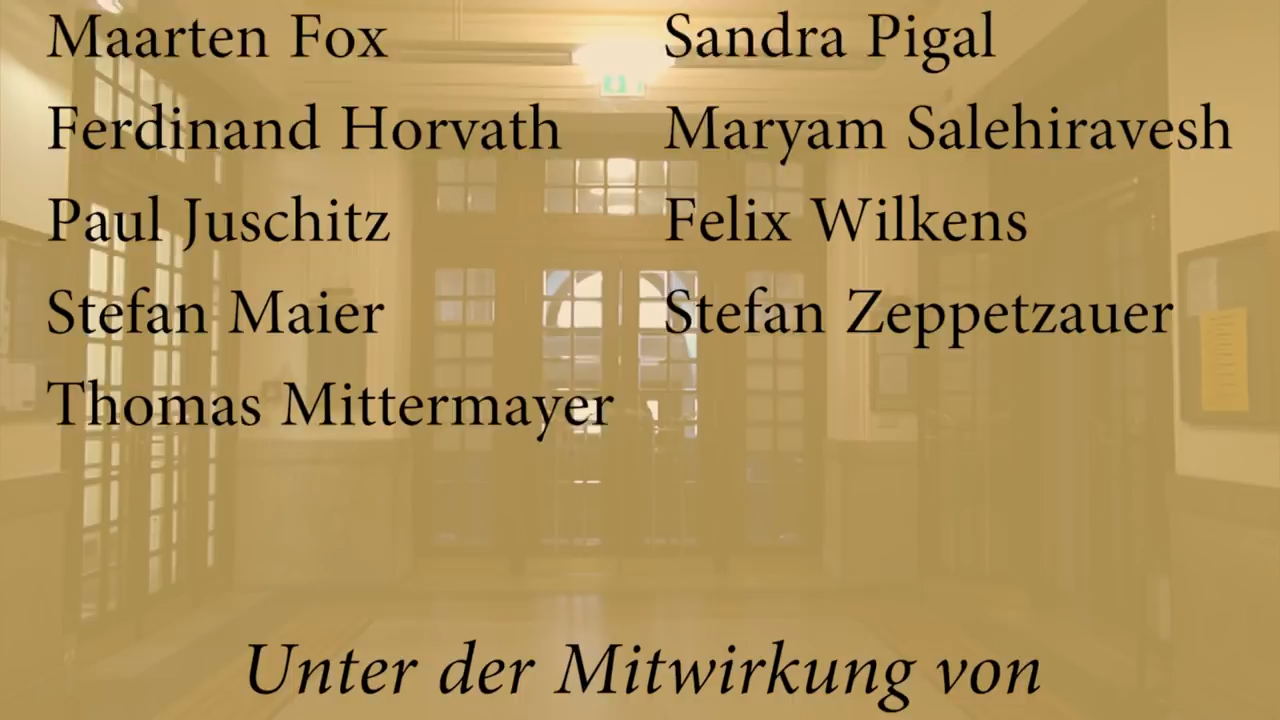 Maarten Fox
Ferdinand Horvath
Paul Juschitz
Stefan Maier
Thomas Mittermayer
Sandra Pigal
Maryam Salehiravesh
Felix Wilkens
Stefan Zeppetzauer
Unter der Mitwirkung von